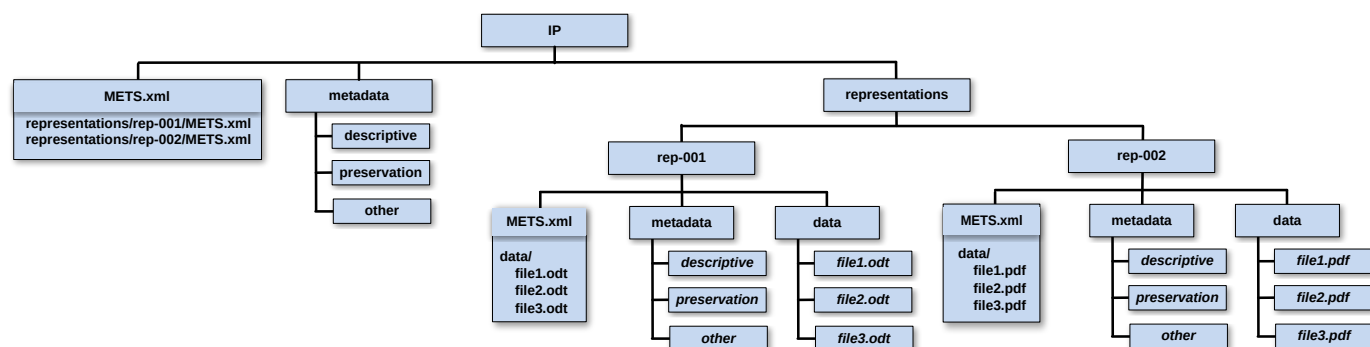 IP
METS.xml
representations/rep-001/METS.xml
representations/rep-002/METS.xml
metadata
descriptive
preservation
other
representations
rep-001
METS.xml
data/
file1.odt
file2.odt
file3.odt
metadata
descriptive
preservation
other
data
file1.odt
file2.odt
file3.odt
rep-002
METS.xml
data/
file1.pdf
file2.pdf
file3.pdf
metadata
descriptive
preservation
other
data
file1.pdf
file2.pdf
file3.pdf